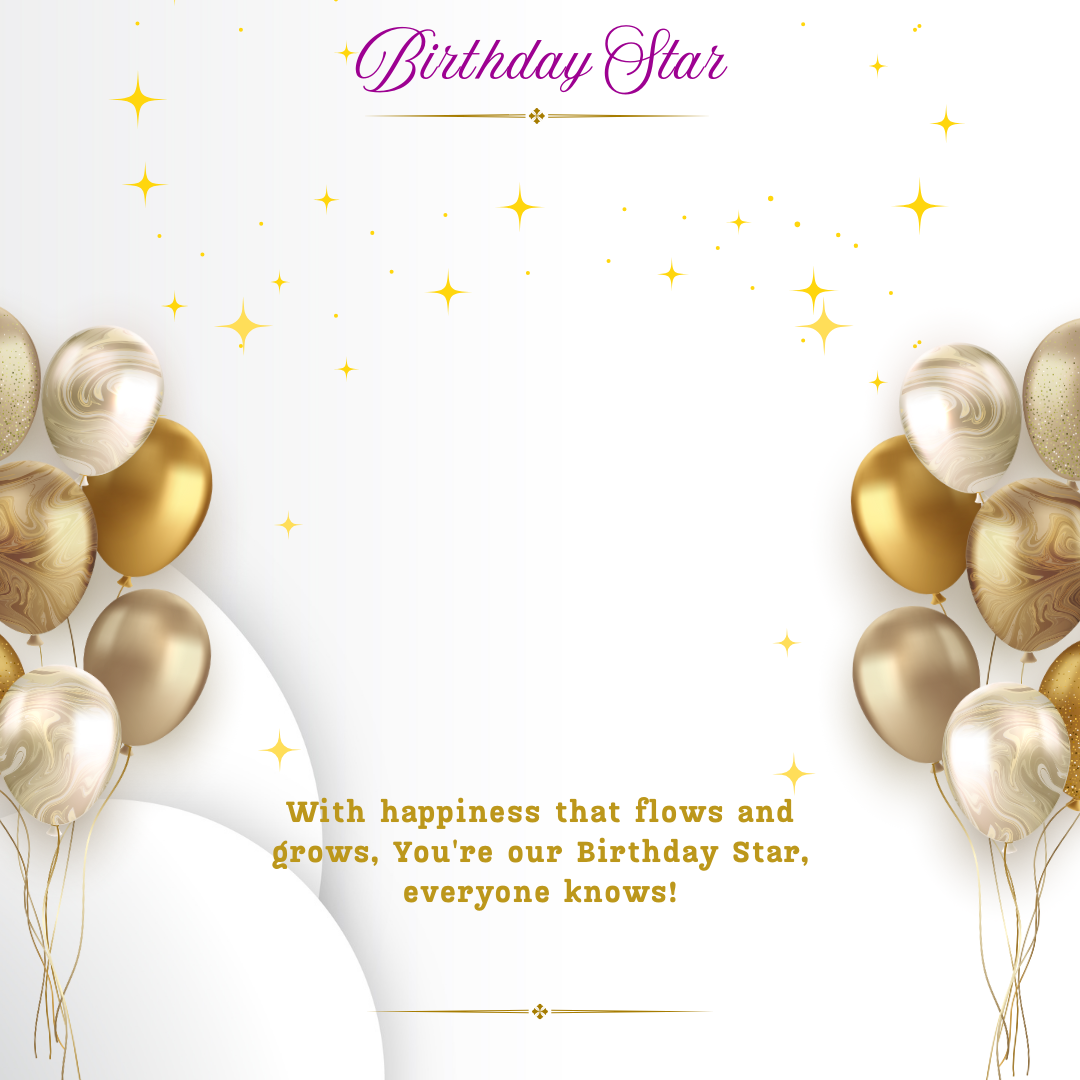 Birthday Star
With happiness that flows and
grows, You're our Birthday Star,
everyone knows!